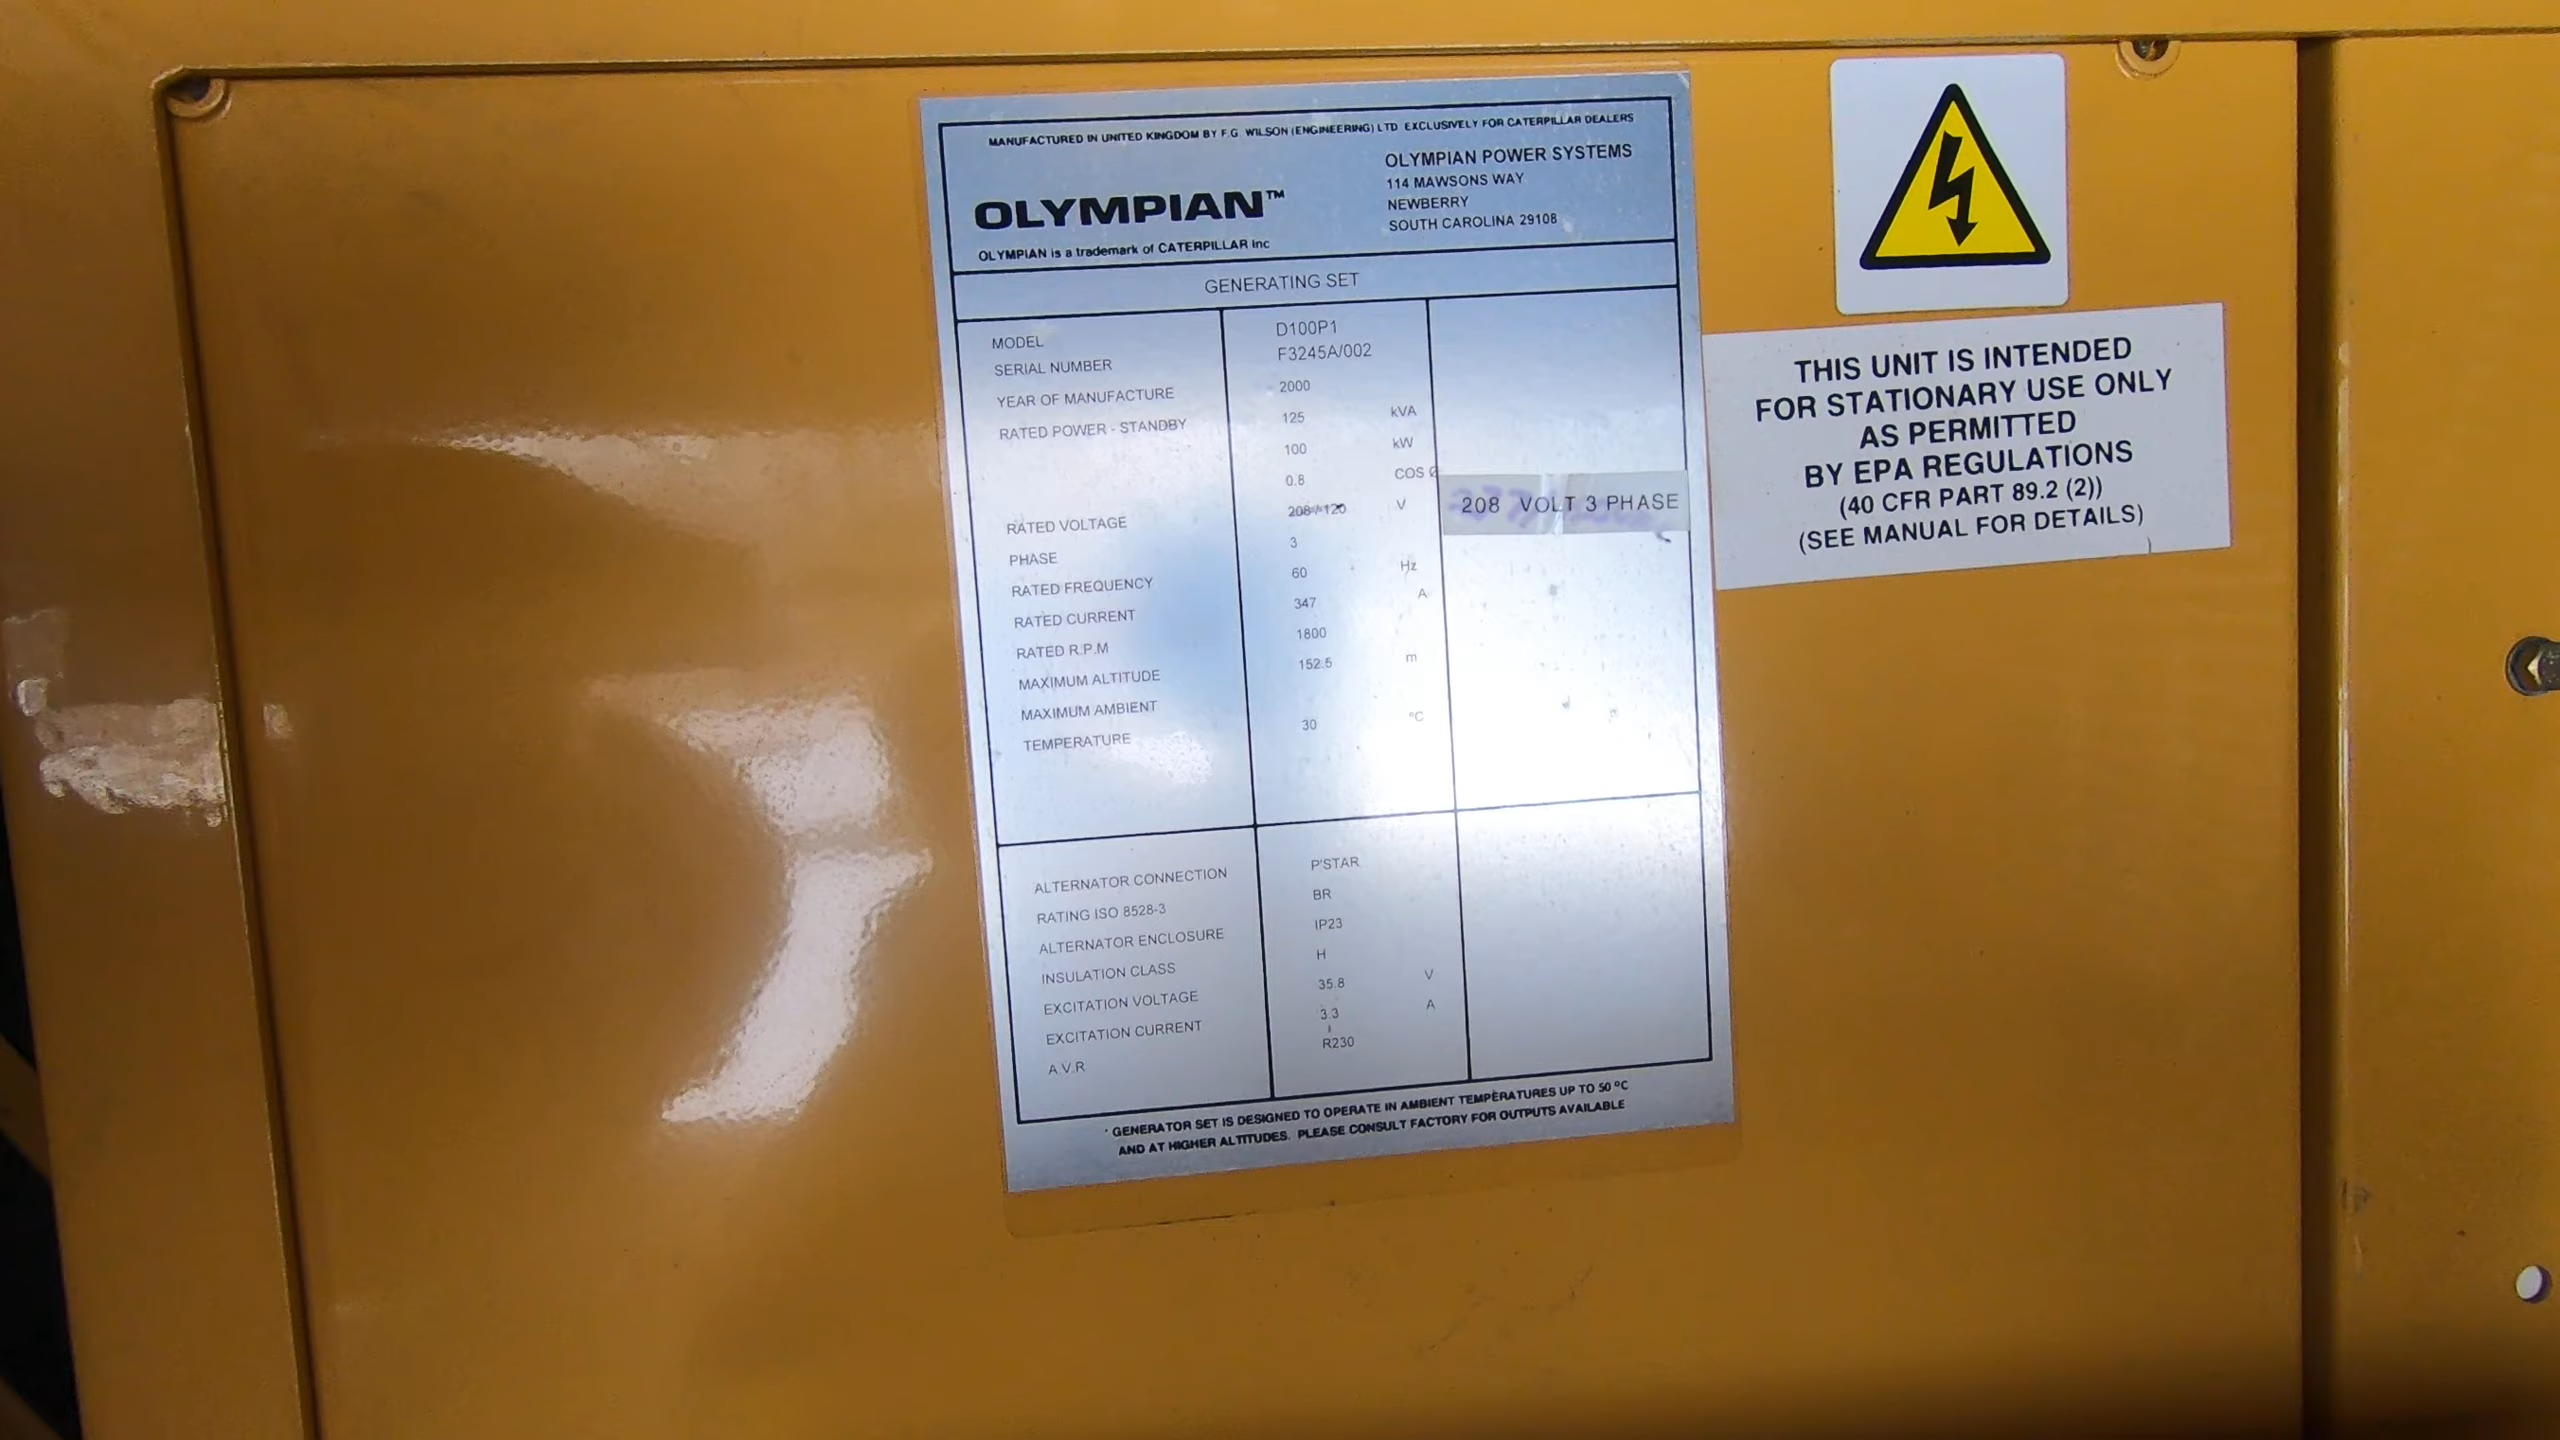 MANUFACTURED IN UNITED KINGDOM BY F.G. WILSON (ENGINEERING) LTD EXCLUSIVELY FOR CATERPILLAR DEALERS
OLYMPIAN™
OLYMPIAN is a trademark of CATERPILLAR Inc
OLYMPIAN POWER SYSTEMS
114 MAWSONS WAY
NEWBERRY
SOUTH CAROLINA 29108
GENERATING SET
MODEL D100P1
SERIAL NUMBER F3245A/002
YEAR OF MANUFACTURE 2000
RATED POWER - STANDBY 125 kVA
100 kW
0.8 COS Ø
RATED VOLTAGE 208/120 V
208 VOLT 3 PHASE
PHASE 3
RATED FREQUENCY 60 Hz
RATED CURRENT 347 A
RATED R.P.M 1800
MAXIMUM ALTITUDE 152.5 m
MAXIMUM AMBIENT
TEMPERATURE 30 °C
ALTERNATOR CONNECTION P'STAR
RATING ISO 8528-3 BR
ALTERNATOR ENCLOSURE IP23
INSULATION CLASS H
EXCITATION VOLTAGE 35.8 V
EXCITATION CURRENT 3.3 A
A.V.R R230
* GENERATOR SET IS DESIGNED TO OPERATE IN AMBIENT TEMPERATURES UP TO 50 °C
AND AT HIGHER ALTITUDES. PLEASE CONSULT FACTORY FOR OUTPUTS AVAILABLE
THIS UNIT IS INTENDED
FOR STATIONARY USE ONLY
AS PERMITTED
BY EPA REGULATIONS
(40 CFR PART 89.2 (2))
(SEE MANUAL FOR DETAILS)